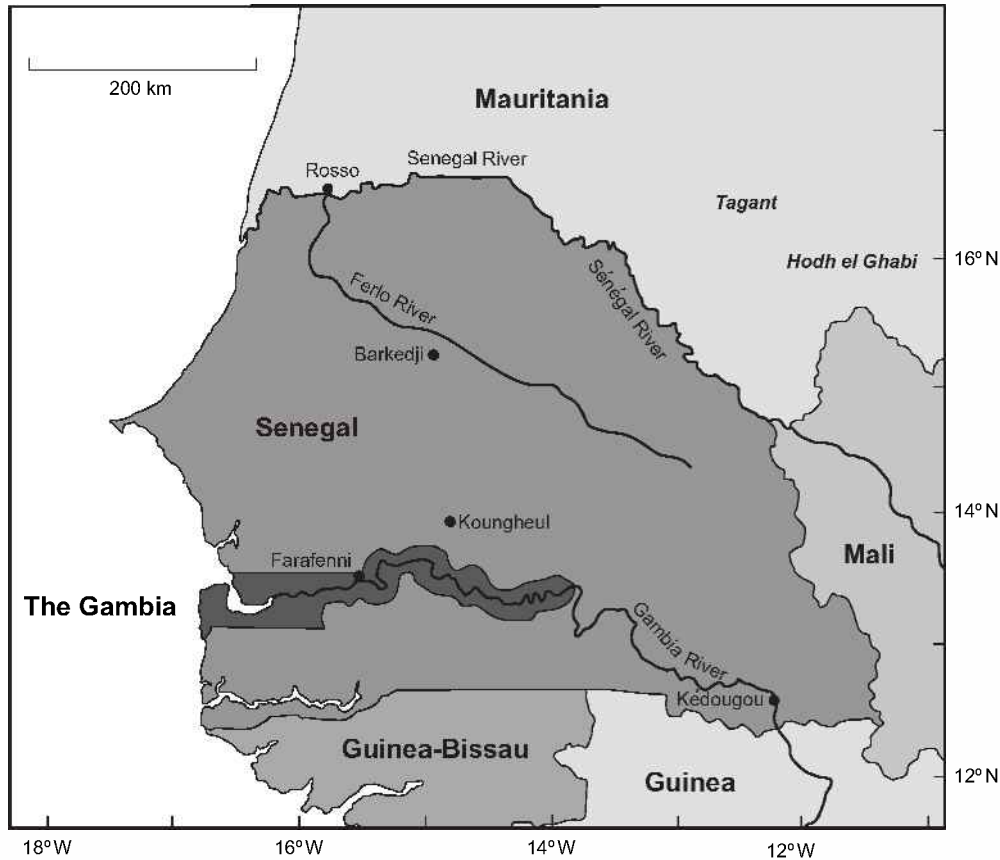 200 km
Mauritania
Senegal River
Rosso
Tagant
Hodh el Ghabi
16°N
Sénégal River
Ferlo River
Barkedji
Senegal
14°N
Koungheul
Mali
Farafenni
The Gambia
Gambia River
Kédougou
Guinea-Bissau
Guinea
12°N
18°W
16°W
14°W
12°W